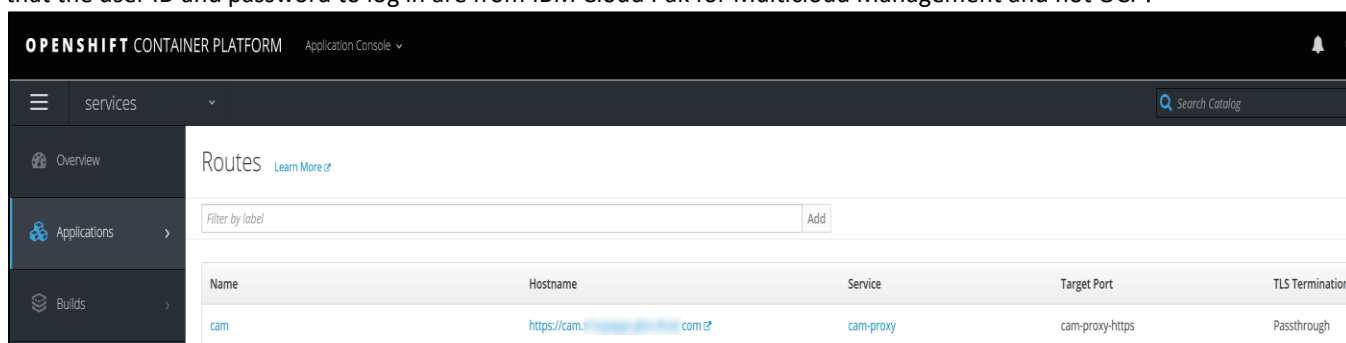 that the user ID and password to log in are from IBM Cloud Pak for Multicloud Management and not OCP.
OPENSHIFT CONTAINER PLATFORM Application Console
services Search Catalog
Overview
Routes Learn More
Filter by label Add
Applications
Name Hostname Service Target Port TLS Termination
Builds
cam https://cam. com cam-proxy cam-proxy-https Passthrough